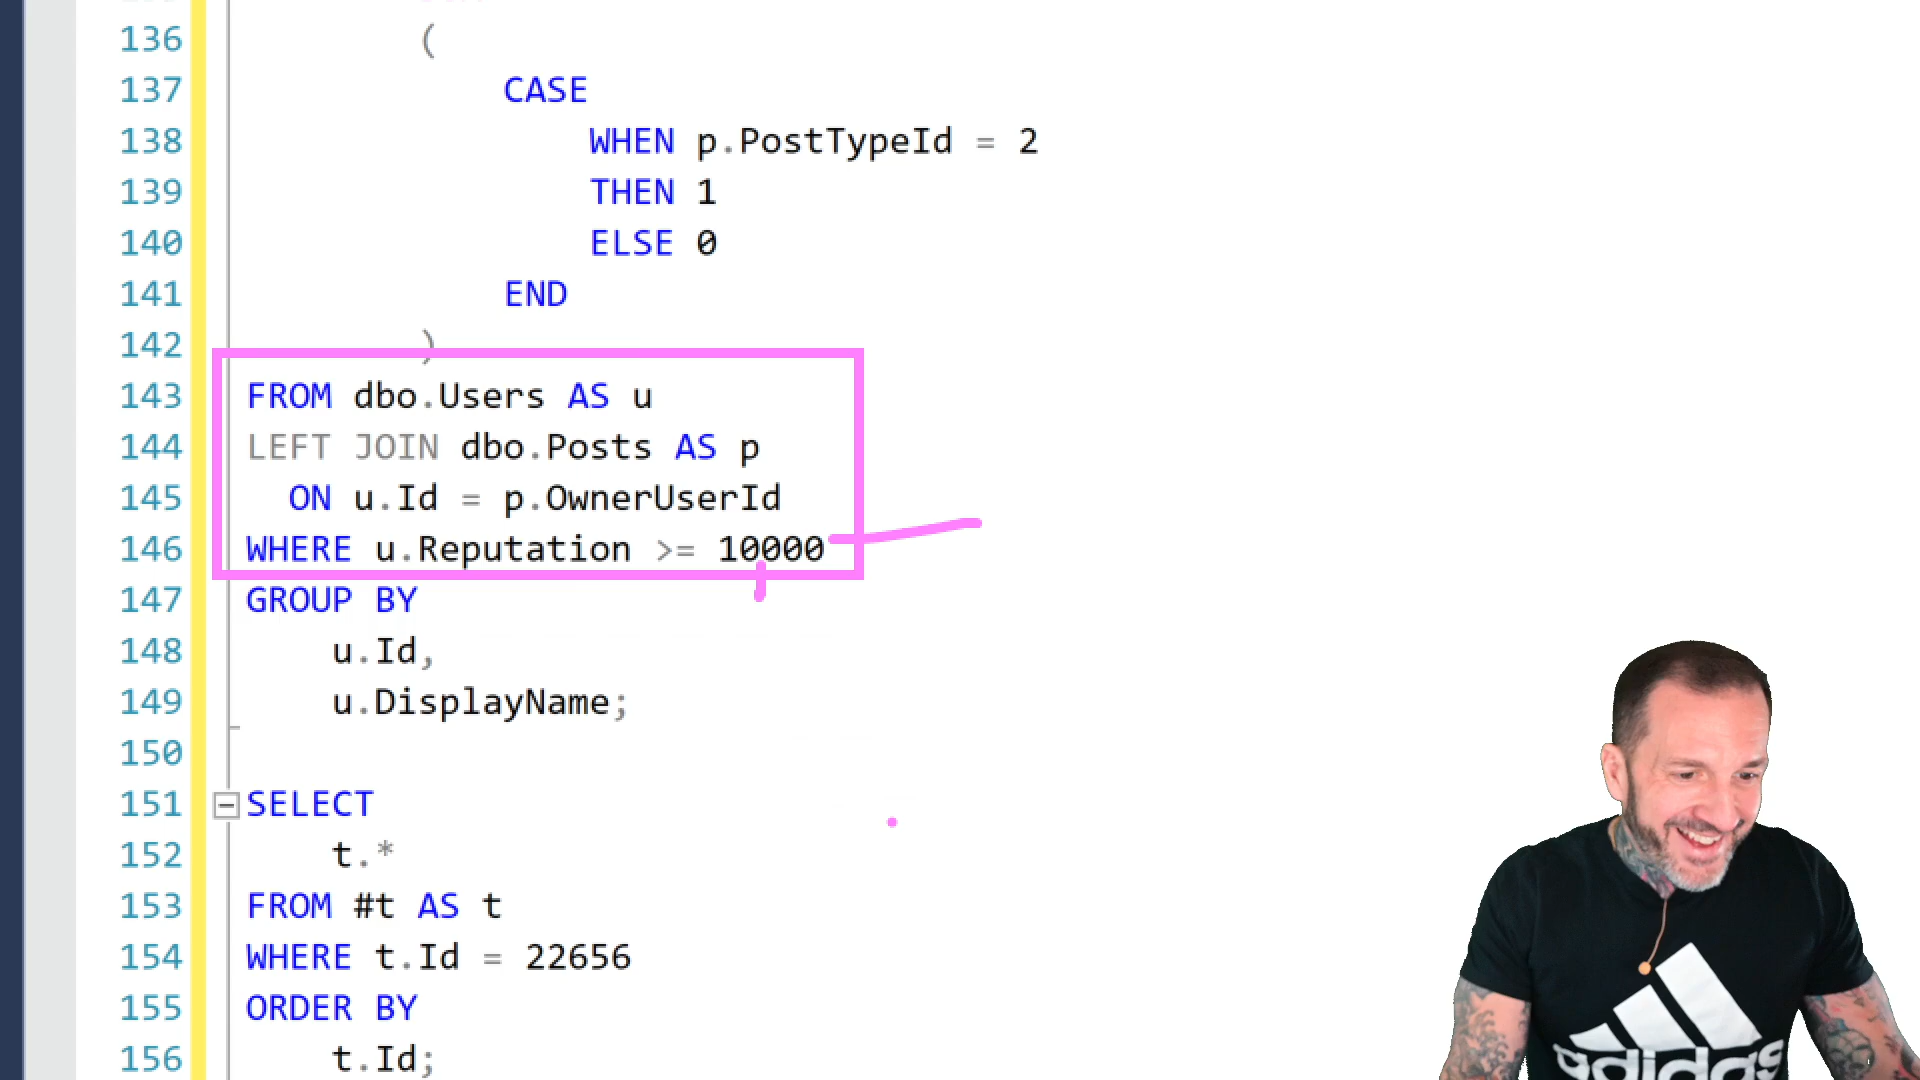 136 (
137 CASE
138 WHEN p.PostTypeId = 2
139 THEN 1
140 ELSE 0
141 END
142 )
143 FROM dbo.Users AS u
144 LEFT JOIN dbo.Posts AS p
145 ON u.Id = p.OwnerUserId
146 WHERE u.Reputation >= 10000
147 GROUP BY
148 u.Id,
149 u.DisplayName;
150
151 SELECT
152 t.*
153 FROM #t AS t
154 WHERE t.Id = 22656
155 ORDER BY
156 t.Id;
adidas